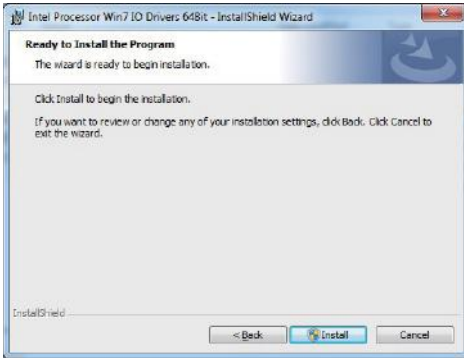 Intel Processor Win7 IO Drivers 64Bit - InstallShield Wizard
Ready to Install the Program
The wizard is ready to begin installation.
Click Install to begin the installation.
If you want to review or change any of your installation settings, click Back. Click Cancel to
exit the wizard.
InstallShield
< Back
Install
Cancel